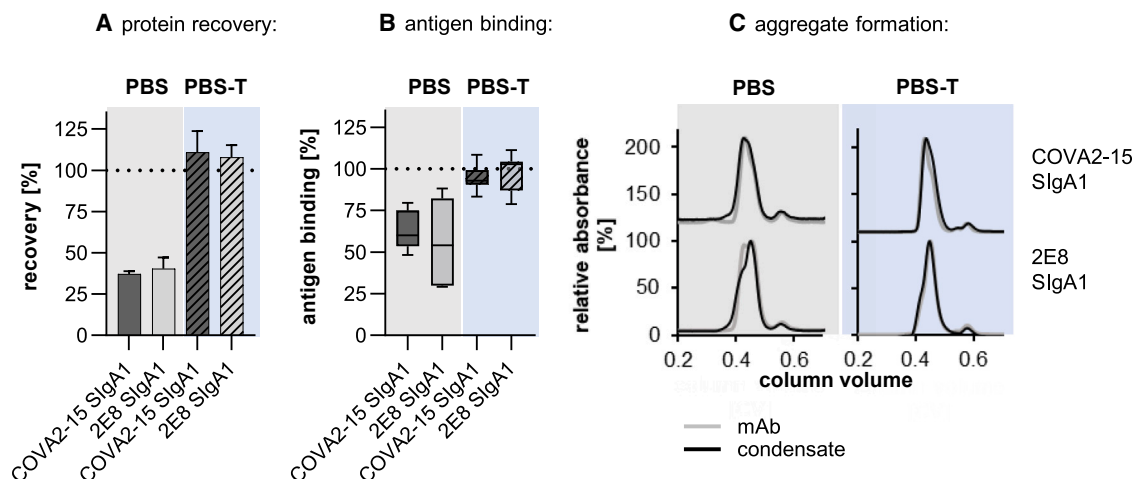 A protein recovery:
PBS PBS-T
recovery [%]
125
100
75
50
25
0
COVA2-15 SIgA1
2E8 SIgA1
COVA2-15 SIgA1
2E8 SIgA1
B antigen binding:
PBS PBS-T
antigen binding [%]
125
100
75
50
25
0
COVA2-15 SIgA1
2E8 SIgA1
COVA2-15 SIgA1
2E8 SIgA1
C aggregate formation:
PBS PBS-T
relative absorbance
[%]
200
150
100
50
0
0.2 0.4 0.6 0.2 0.4 0.6
column volume
COVA2-15
SIgA1
2E8
SIgA1
mAb
condensate